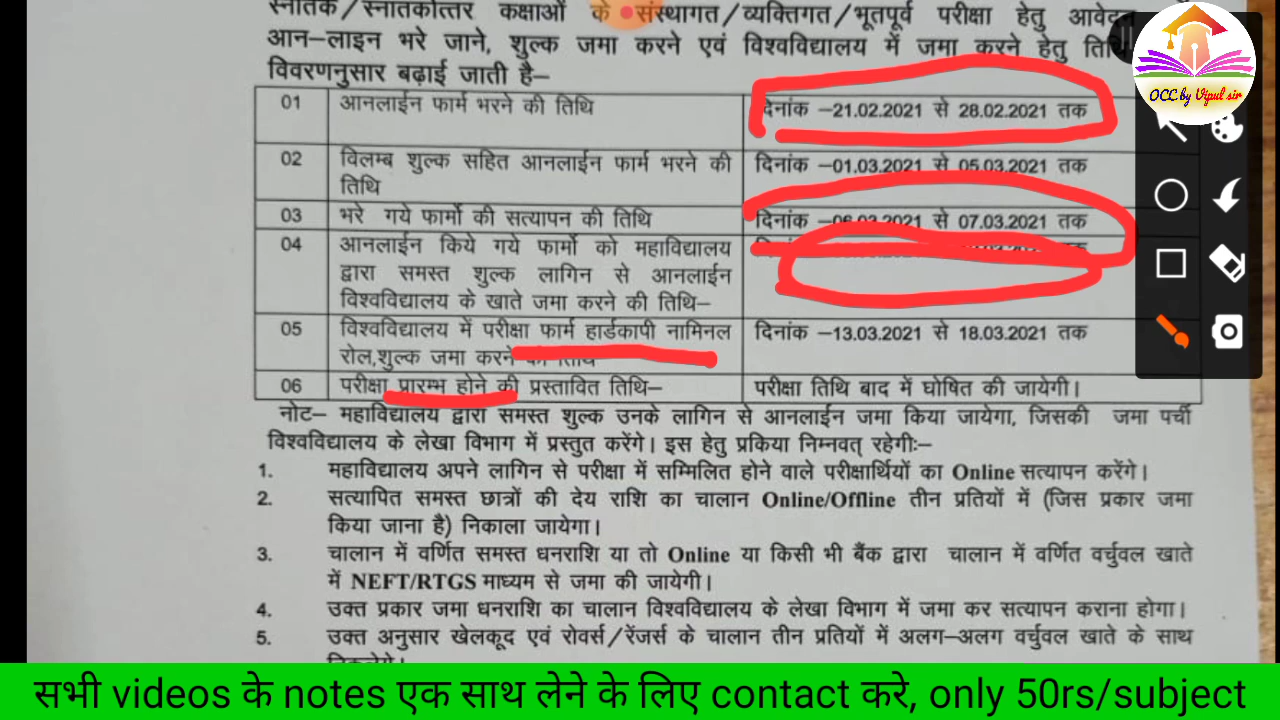 स्नातक/स्नातकोत्तर कक्षाओं के संस्थागत/व्यक्तिगत/भूतपूर्व परीक्षा हेतु आवेदन
आन–लाइन भरे जाने, शुल्क जमा करने एवं विश्वविद्यालय में जमा करने हेतु तिथि
विवरणनुसार बढ़ाई जाती है–
OCC by Vipul sir
01 आनलाईन फार्म भरने की तिथि दिनांक –21.02.2021 से 28.02.2021 तक
02 विलम्ब शुल्क सहित आनलाईन फार्म भरने की दिनांक –01.03.2021 से 05.03.2021 तक
तिथि
03 भरे गये फार्मो की सत्यापन की तिथि दिनांक –06.03.2021 से 07.03.2021 तक
04 आनलाईन किये गये फार्मो को महाविद्यालय
द्वारा समस्त शुल्क लागिन से आनलाईन
विश्वविद्यालय के खाते जमा करने की तिथि–
05 विश्वविद्यालय में परीक्षा फार्म हार्डकापी नामिनल दिनांक –13.03.2021 से 18.03.2021 तक
रोल,शुल्क जमा करने की तिथि
06 परीक्षा प्रारम्भ होने की प्रस्तावित तिथि– परीक्षा तिथि बाद में घोषित की जायेगी।
नोट– महाविद्यालय द्वारा समस्त शुल्क उनके लागिन से आनलाईन जमा किया जायेगा, जिसकी जमा पर्ची
विश्वविद्यालय के लेखा विभाग में प्रस्तुत करेंगे। इस हेतु प्रकिया निम्नवत् रहेगीः–
1. महाविद्यालय अपने लागिन से परीक्षा में सम्मिलित होने वाले परीक्षार्थियों का Online सत्यापन करेंगे।
2. सत्यापित समस्त छात्रों की देय राशि का चालान Online/Offline तीन प्रतियों में (जिस प्रकार जमा
किया जाना है) निकाला जायेगा।
3. चालान में वर्णित समस्त धनराशि या तो Online या किसी भी बैंक द्वारा चालान में वर्णित वर्चुवल खाते
में NEFT/RTGS माध्यम से जमा की जायेगी।
4. उक्त प्रकार जमा धनराशि का चालान विश्वविद्यालय के लेखा विभाग में जमा कर सत्यापन कराना होगा।
5. उक्त अनुसार खेलकूद एवं रोवर्स/रेंजर्स के चालान तीन प्रतियों में अलग–अलग वर्चुवल खाते के साथ
सभी videos के notes एक साथ लेने के लिए contact करे, only 50rs/subject